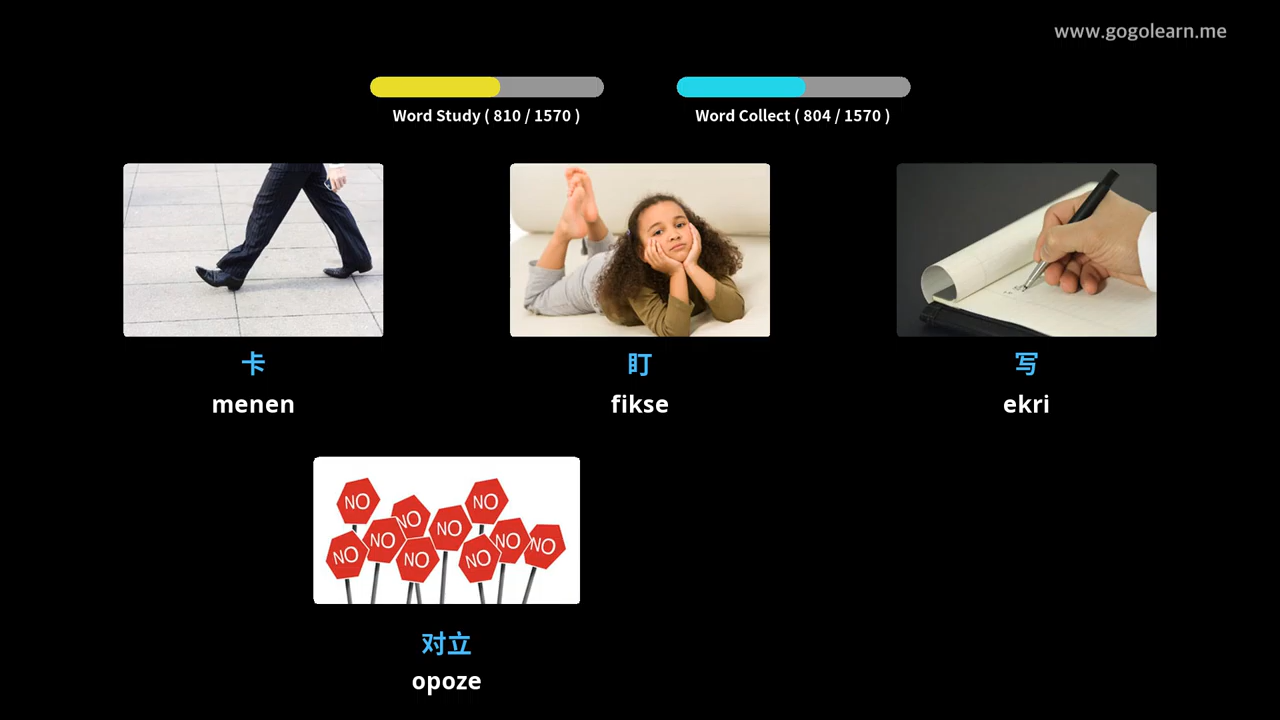 www.gogolearn.me
Word Study ( 810 / 1570 )
Word Collect ( 804 / 1570 )
卡
menen
盯
fikse
写
ekri
NO
NO
NO
NO
NO
NO
NO
NO
NO
NO
对立
opoze